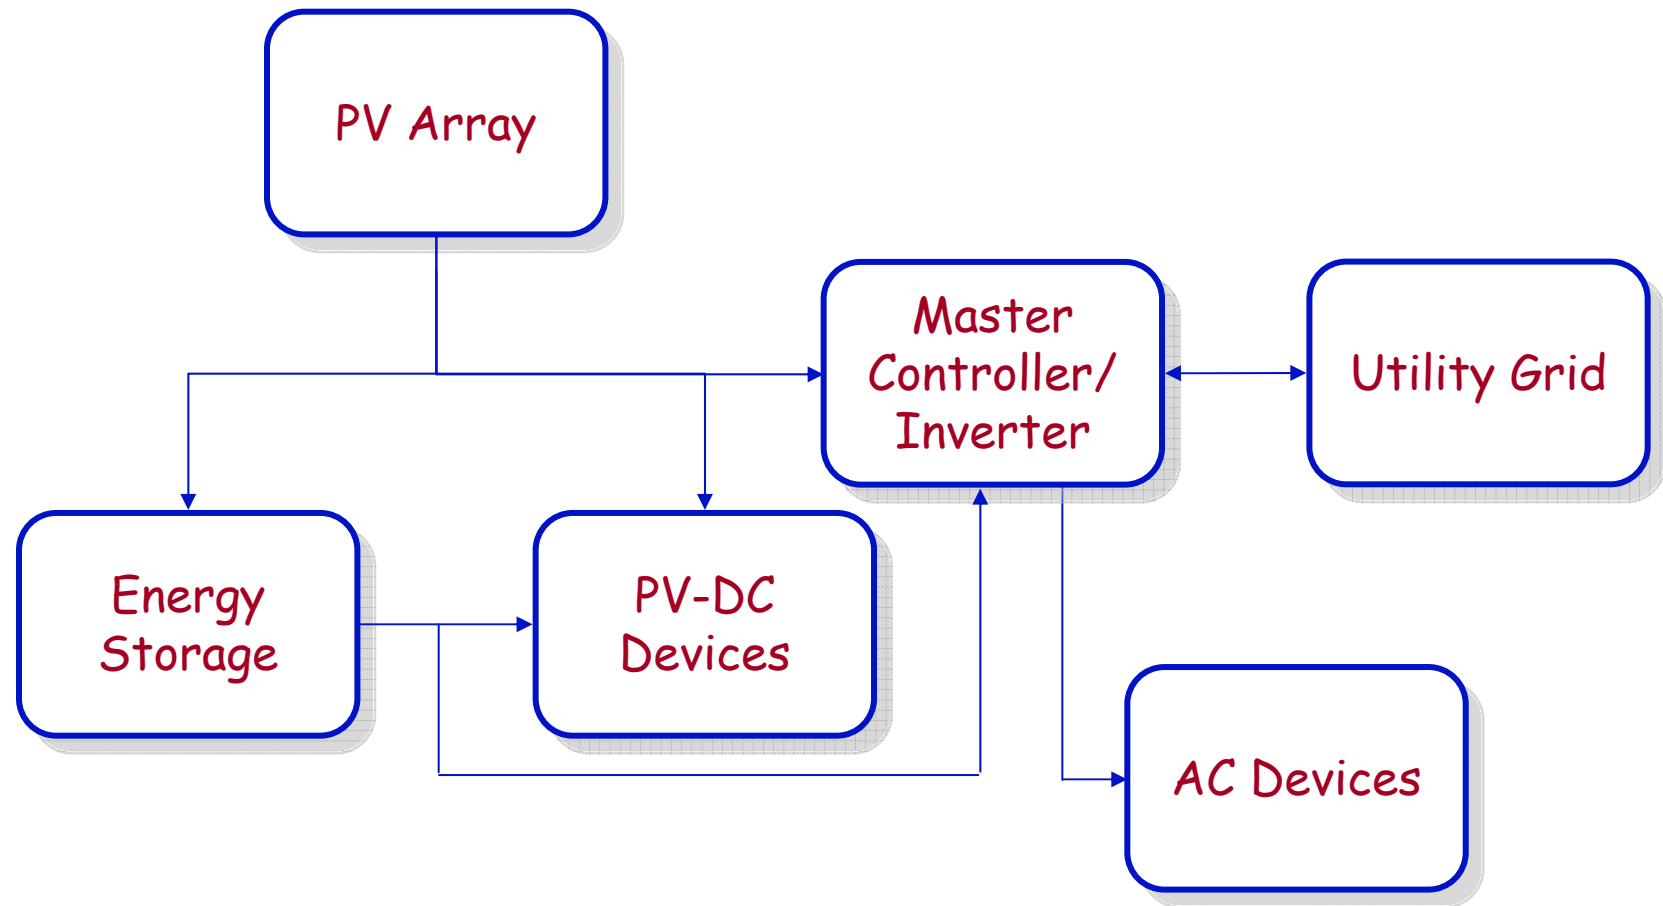 PV Array
Master
Controller/
Inverter
Utility Grid
Energy
Storage
PV-DC
Devices
AC Devices